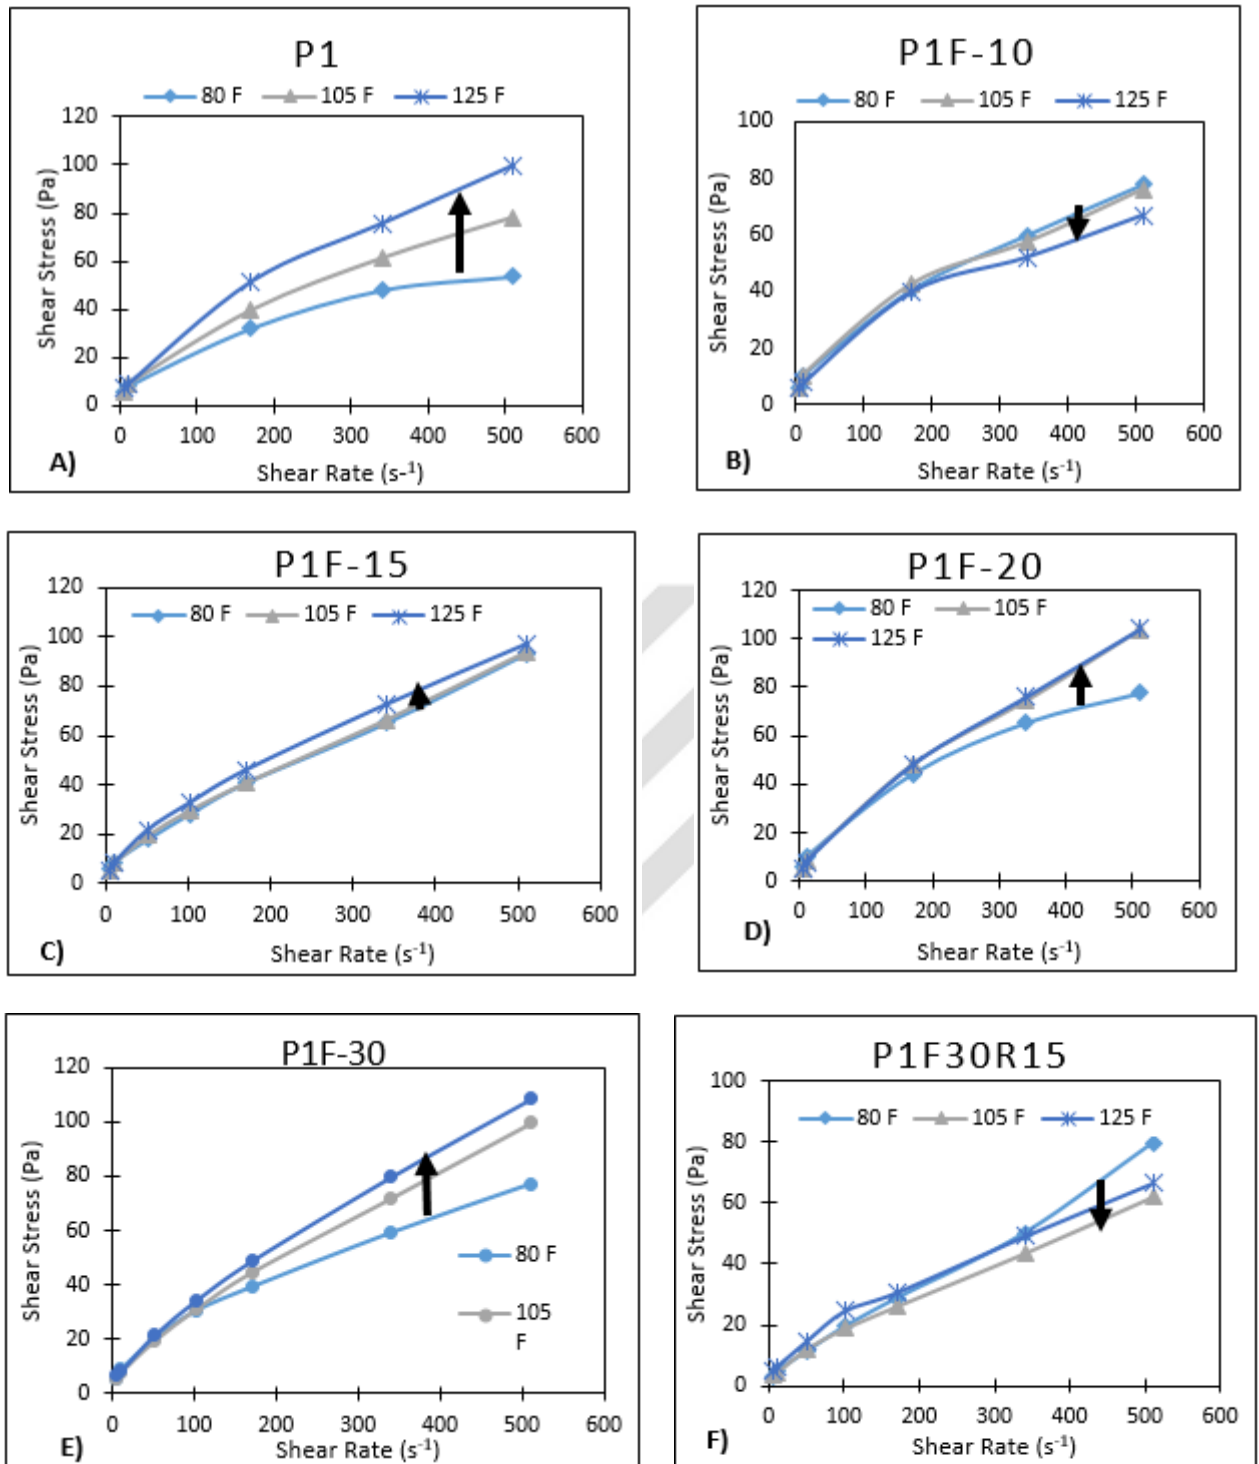 P1
80 F 105 F 125 F
120
100
80
60
40
20
0
0 100 200 300 400 500 600
Shear Stress (Pa)
Shear Rate (s-¹)
A)
P1F-10
80 F 105 F 125 F
100
80
60
40
20
0
0 100 200 300 400 500 600
Shear Stress (Pa)
Shear Rate (s⁻¹)
B)
P1F-15
80 F 105 F 125 F
120
100
80
60
40
20
0
0 100 200 300 400 500 600
Shear Stress (Pa)
Shear Rate (s⁻¹)
C)
P1F-20
80 F 105 F
125 F
120
100
80
60
40
20
0
0 100 200 300 400 500 600
Shear Stress (Pa)
Shear Rate (s⁻¹)
D)
P1F-30
120
100
80
60
40
20
0
0 100 200 300 400 500 600
80 F
105
F
Shear Stress (Pa)
Shear Rate (s⁻¹)
E)
P1F30R15
80 F 105 F 125 F
100
80
60
40
20
0
0 100 200 300 400 500 600
Shear Stress (Pa)
Shear Rate (s⁻¹)
F)